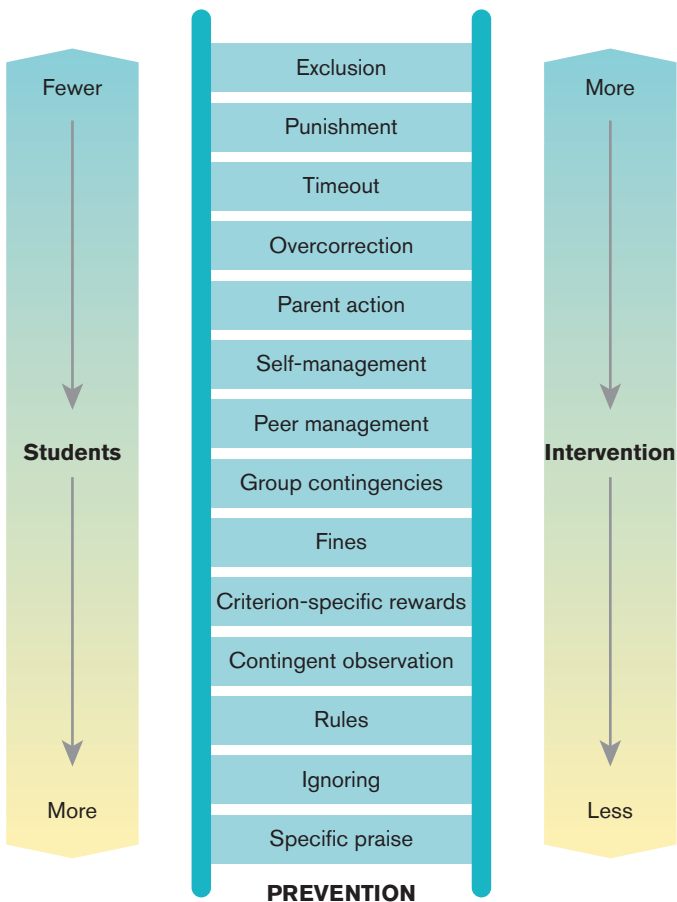 Fewer
Students
More
Exclusion
Punishment
Timeout
Overcorrection
Parent action
Self-management
Peer management
Group contingencies
Fines
Criterion-specific rewards
Contingent observation
Rules
Ignoring
Specific praise
PREVENTION
More
Intervention
Less